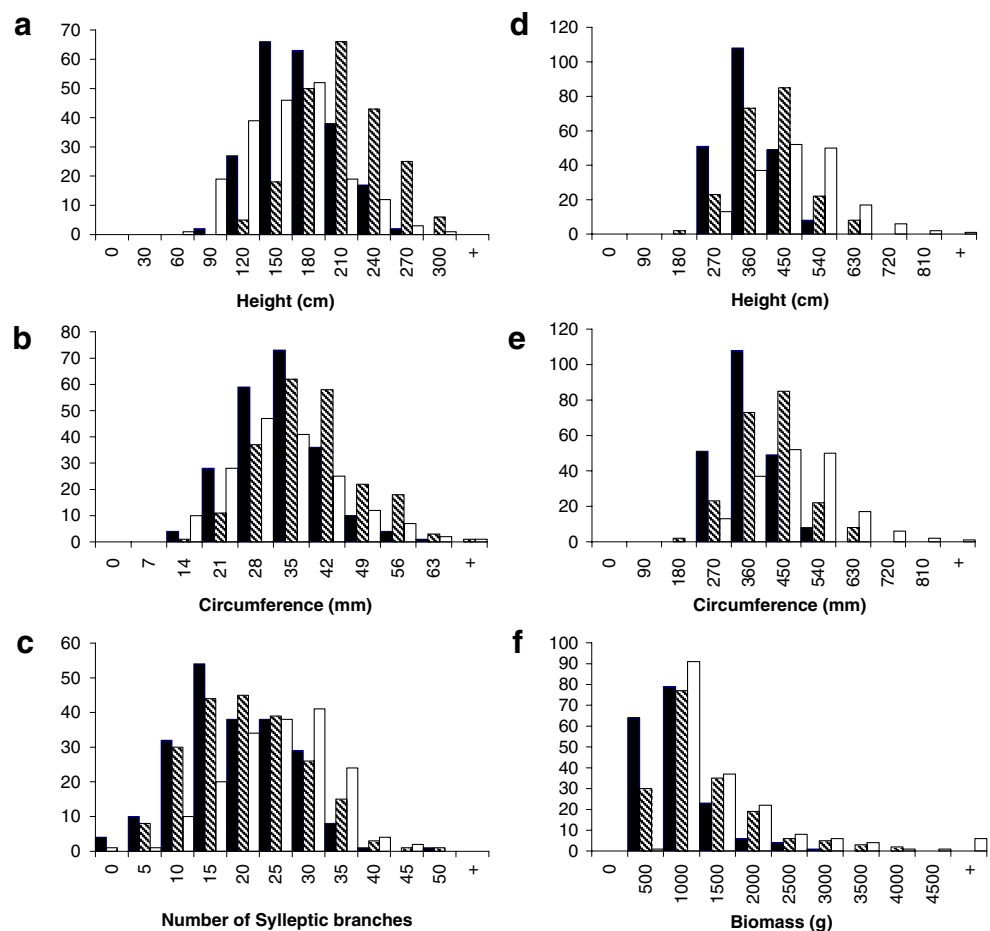 a
70
60
50
40
30
20
10
0
0 30 60 90 120 150 180 210 240 270 300 +
Height (cm)
d
120
100
80
60
40
20
0
0 90 180 270 360 450 540 630 720 810 +
Height (cm)
b
80
70
60
50
40
30
20
10
0
0 7 14 21 28 35 42 49 56 63 +
Circumference (mm)
e
120
100
80
60
40
20
0
0 90 180 270 360 450 540 630 720 810 +
Circumference (mm)
c
60
50
40
30
20
10
0
0 5 10 15 20 25 30 35 40 45 50 +
Number of Sylleptic branches
f
100
90
80
70
60
50
40
30
20
10
0
0 500 1000 1500 2000 2500 3000 3500 4000 4500 +
Biomass (g)